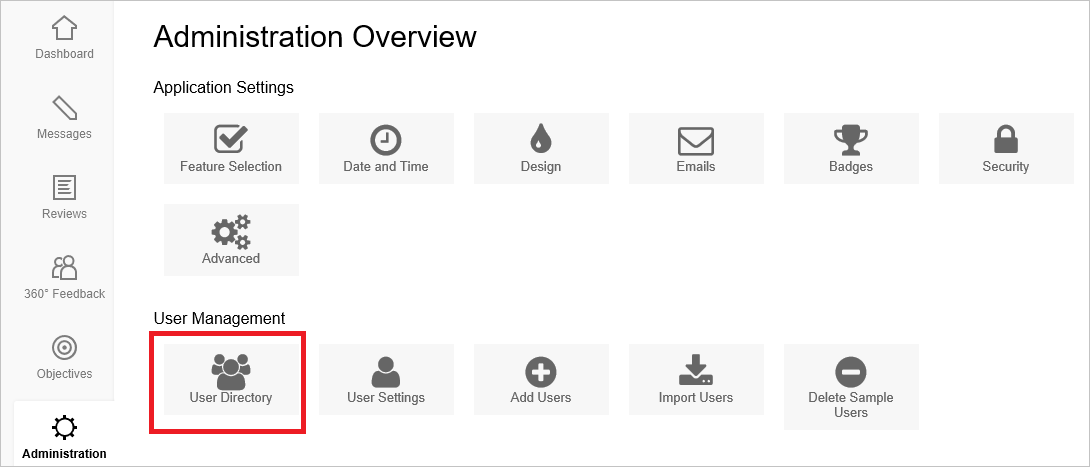 Dashboard
Messages
Reviews
360° Feedback
Objectives
Administration
Administration Overview
Application Settings
Feature Selection
Date and Time
Design
Emails
Badges
Security
Advanced
User Management
User Directory
User Settings
Add Users
Import Users
Delete Sample
Users